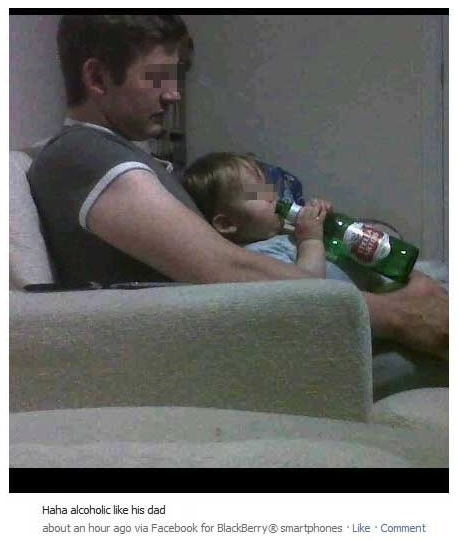 Haha alcoholic like his dad
about an hour ago via Facebook for BlackBerry® smartphones · Like · Comment